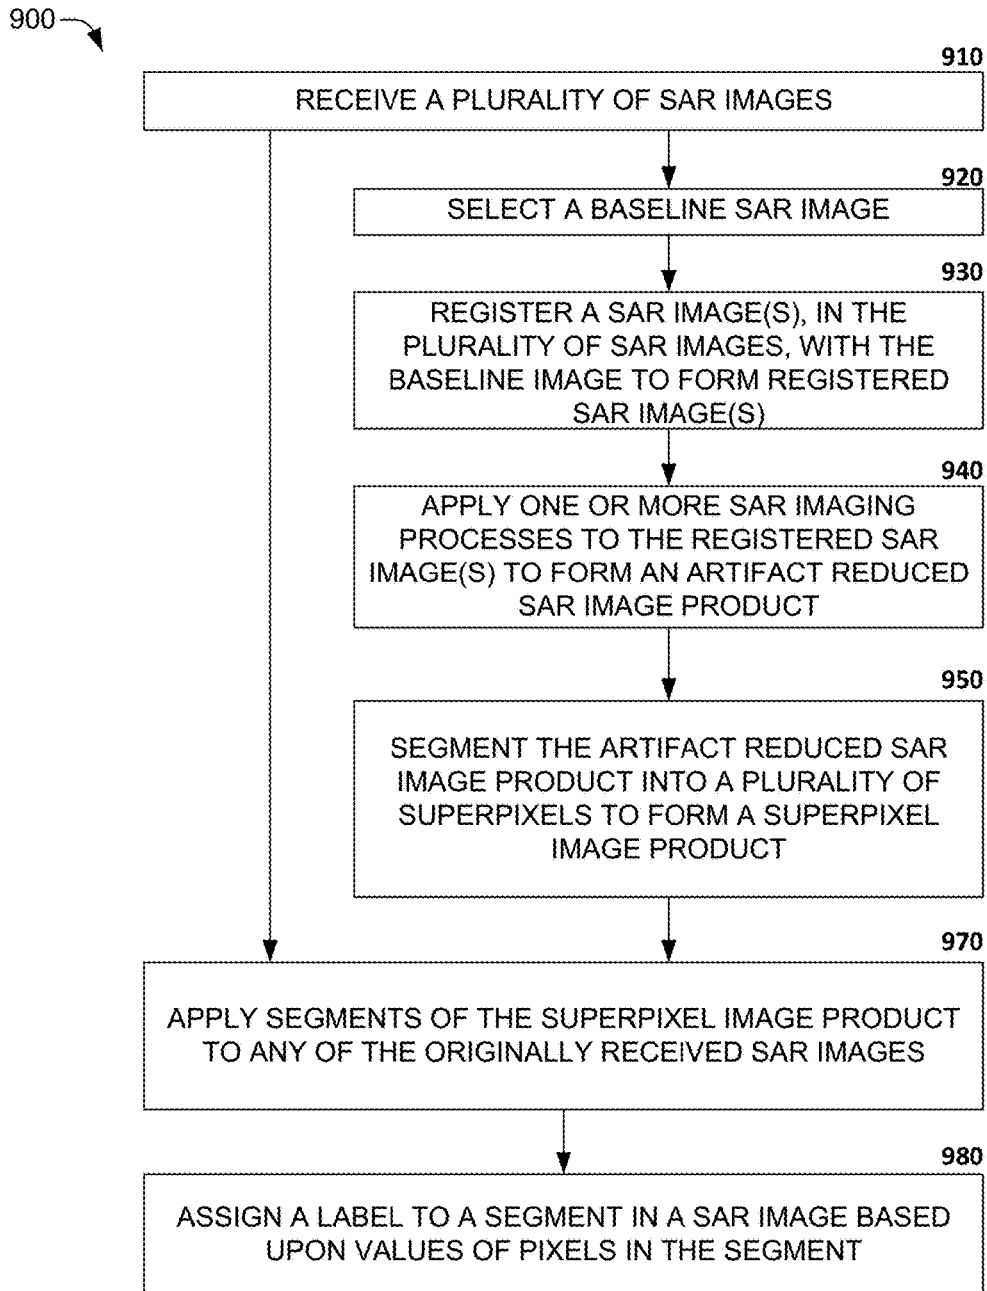 900
910
RECEIVE A PLURALITY OF SAR IMAGES
920
SELECT A BASELINE SAR IMAGE
930
REGISTER A SAR IMAGE(S), IN THE
PLURALITY OF SAR IMAGES, WITH THE
BASELINE IMAGE TO FORM REGISTERED
SAR IMAGE(S)
940
APPLY ONE OR MORE SAR IMAGING
PROCESSES TO THE REGISTERED SAR
IMAGE(S) TO FORM AN ARTIFACT REDUCED
SAR IMAGE PRODUCT
950
SEGMENT THE ARTIFACT REDUCED SAR
IMAGE PRODUCT INTO A PLURALITY OF
SUPERPIXELS TO FORM A SUPERPIXEL
IMAGE PRODUCT
970
APPLY SEGMENTS OF THE SUPERPIXEL IMAGE PRODUCT
TO ANY OF THE ORIGINALLY RECEIVED SAR IMAGES
980
ASSIGN A LABEL TO A SEGMENT IN A SAR IMAGE BASED
UPON VALUES OF PIXELS IN THE SEGMENT